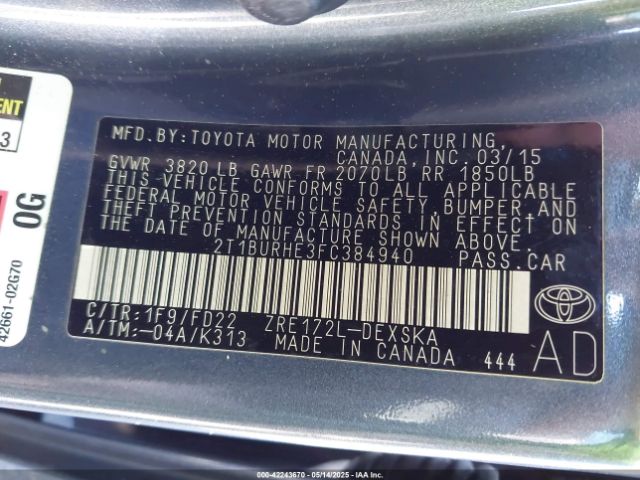 MFD.BY:TOYOTA MOTOR MANUFACTURING,
CANADA,INC.03/15
GVWR 3820 LB GAWR FR 2070LB RR 1850LB
THIS VEHICLE CONFORMS TO ALL APPLICABLE
FEDERAL MOTOR VEHICLE SAFETY, BUMPER,AND
THEFT PREVENTION STANDARDS IN EFFECT ON
THE DATE OF MANUFACTURE SHOWN ABOVE.
2T1BURHE3FC384940 PASS.CAR
C/TR:1F9/FD22 ZRE172L-DEXSKA
A/TM:-04A/K313 MADE IN CANADA 444
AD
0G
42661-02G70
000-42243670 - 05/14/2025 - IAAI, Inc.